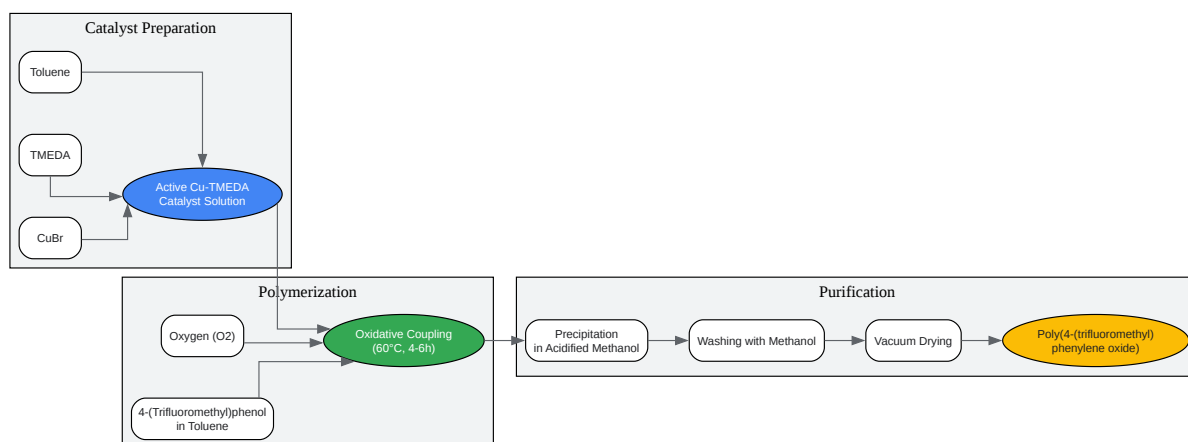 Catalyst Preparation
Toluene
TMEDA
Active Cu-TMEDA
Catalyst Solution
CuBr
Polymerization
Oxygen (O2)
Oxidative Coupling
(60°C, 4-6h)
4-(Trifluoromethyl)phenol
in Toluene
Purification
Precipitation
in Acidified Methanol
Washing with Methanol
Vacuum Drying
Poly(4-(trifluoromethyl)
phenylene oxide)